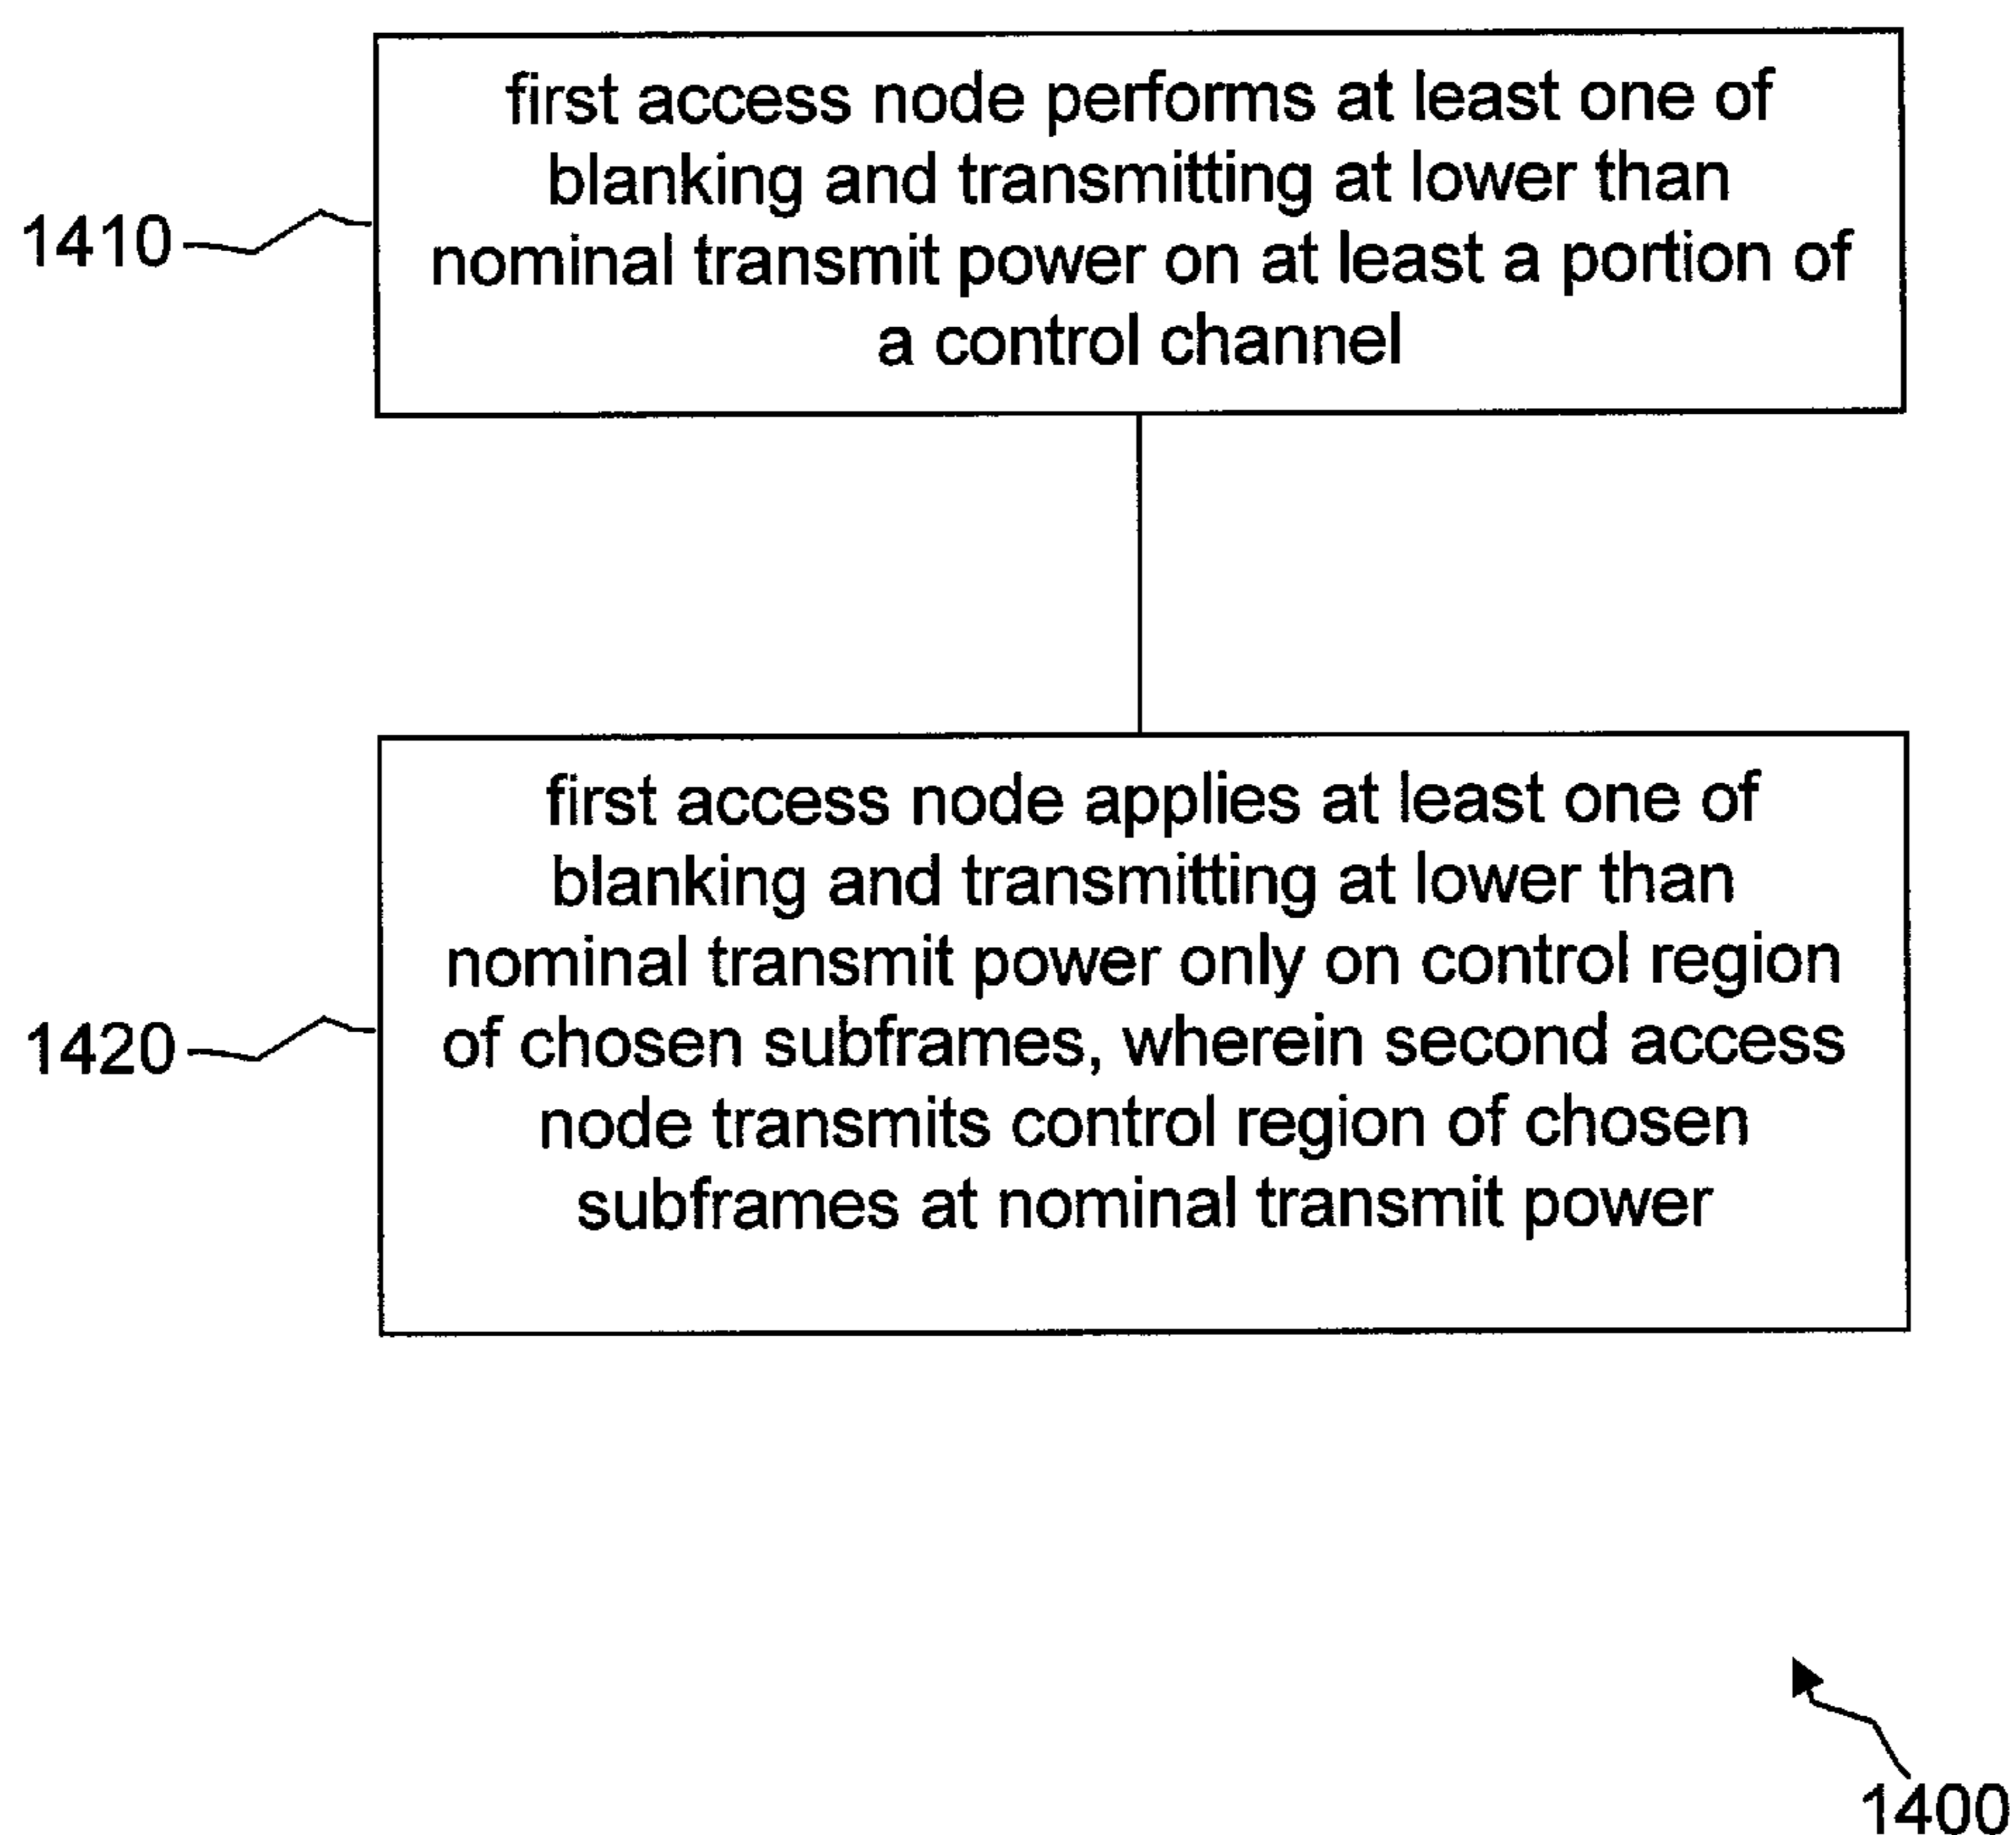 first access node performs at least one of
blanking and transmitting at lower than
nominal transmit power on at least a portion of
a control channel
1410
first access node applies at least one of
blanking and transmitting at lower than
nominal transmit power only on control region
of chosen subframes, wherein second access
node transmits control region of chosen
subframes at nominal transmit power
1420
1400